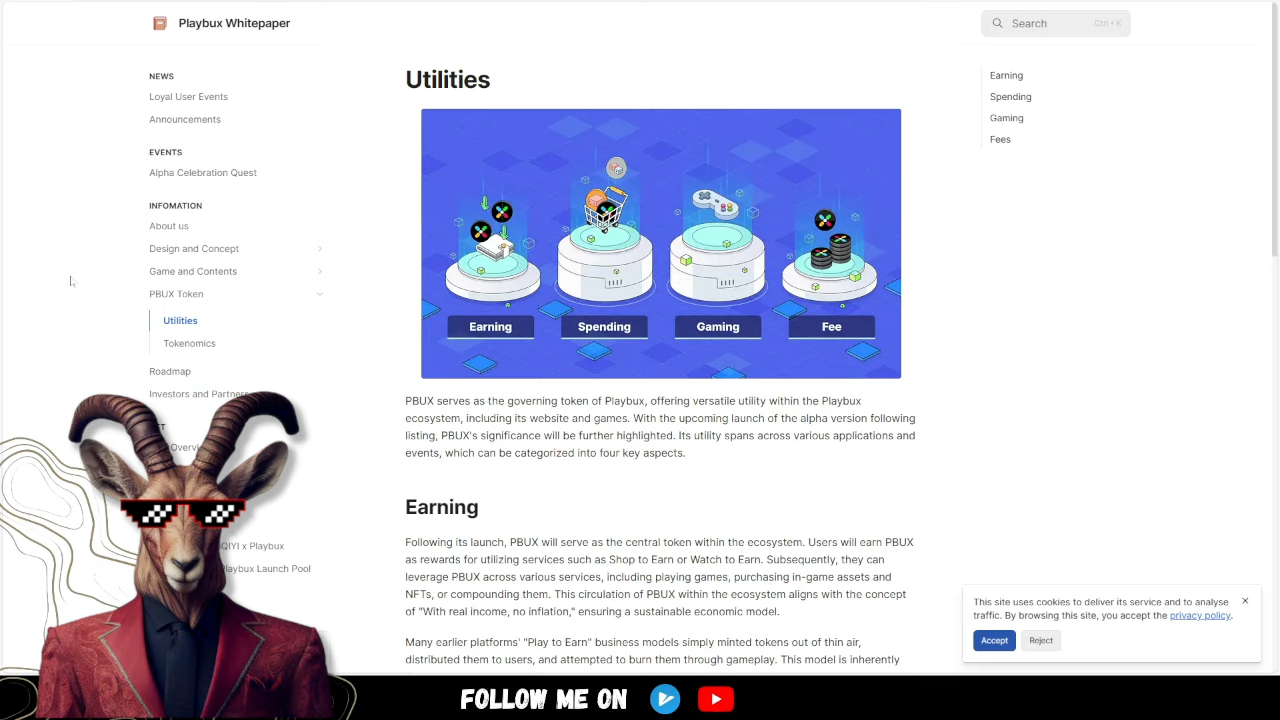 Playbux Whitepaper
Search
Ctrl + K
NEWS
Loyal User Events
Announcements
EVENTS
Alpha Celebration Quest
INFOMATION
About us
Design and Concept
Game and Contents
PBUX Token
Utilities
Tokenomics
Roadmap
Investors and Partners
Overvi
QIYI x Playbux
Playbux Launch Pool
Utilities
Earning
Spending
Gaming
Fee
PBUX serves as the governing token of Playbux, offering versatile utility within the Playbux
ecosystem, including its website and games. With the upcoming launch of the alpha version following
listing, PBUX's significance will be further highlighted. Its utility spans across various applications and
events, which can be categorized into four key aspects.
Earning
Following its launch, PBUX will serve as the central token within the ecosystem. Users will earn PBUX
as rewards for utilizing services such as Shop to Earn or Watch to Earn. Subsequently, they can
leverage PBUX across various services, including playing games, purchasing in-game assets and
NFTs, or compounding them. This circulation of PBUX within the ecosystem aligns with the concept
of "With real income, no inflation," ensuring a sustainable economic model.
Many earlier platforms' "Play to Earn" business models simply minted tokens out of thin air,
distributed them to users, and attempted to burn them through gameplay. This model is inherently
Earning
Spending
Gaming
Fees
This site uses cookies to deliver its service and to analyse
traffic. By browsing this site, you accept the privacy policy.
Accept
Reject
FOLLOW ME ON